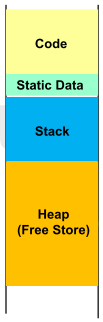 Code
Static Data
Stack
Heap
(Free Store)